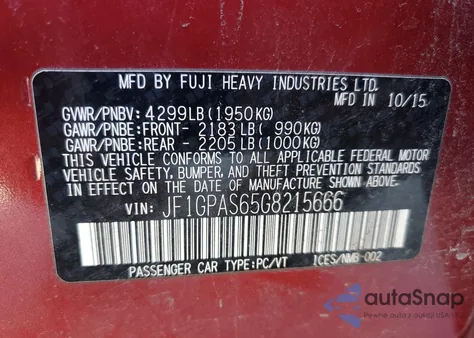 MFD BY FUJI HEAVY INDUSTRIES LTD.
MFD IN 10/15
GVWR/PNBV: 4299LB(1950KG)
GAWR/PNBE:FRONT- 2183LB( 990KG)
GAWR/PNBE:REAR - 2205LB(1000KG)
THIS VEHICLE CONFORMS TO ALL APPLICABLE FEDERAL MOTOR
VEHICLE SAFETY, BUMPER, AND THEFT PREVENTION STANDARDS
IN EFFECT ON THE DATE OF MANUFACTURE SHOWN ABOVE.
VIN: JF1GPAS65G8215666
PASSENGER CAR TYPE:PC/VT ICES/NMB-002
autoSnap
Pewne auto z USA